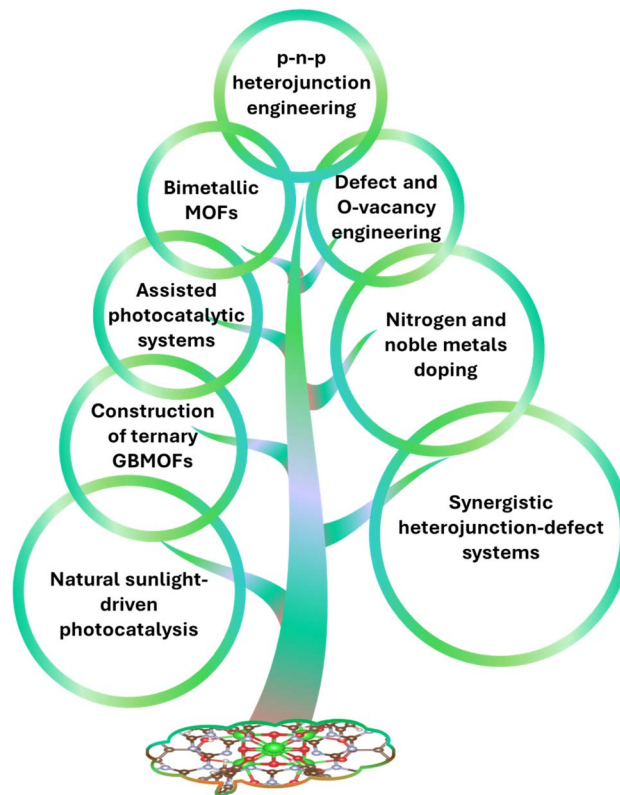 p-n-p
heterojunction
engineering
Bimetallic
MOFs
Defect and
O-vacancy
engineering
Assisted
photocatalytic
systems
Nitrogen and
noble metals
doping
Construction
of ternary
GBMOFs
Synergistic
heterojunction-defect
systems
Natural sunlight-
driven
photocatalysis